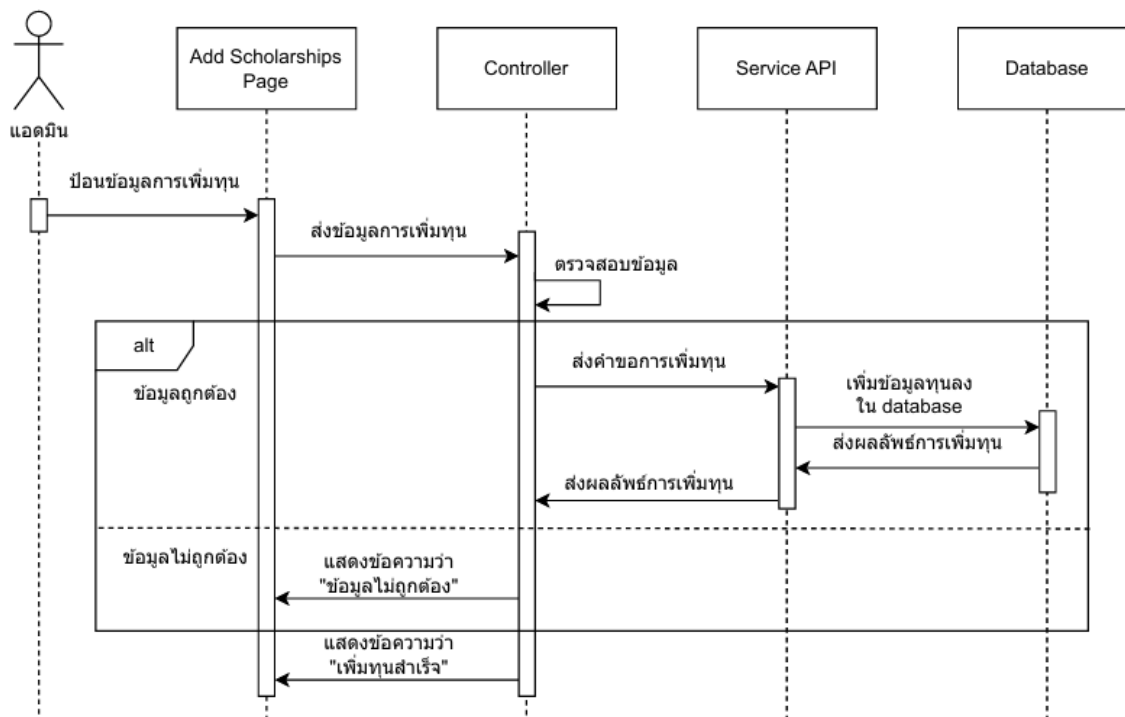 Add Scholarships
Page
Controller
Service API
Database
แอดมิน
ป้อนข้อมูลการเพิ่มทุน
ส่งข้อมูลการเพิ่มทุน
ตรวจสอบข้อมูล
alt
ข้อมูลถูกต้อง
ส่งคำขอการเพิ่มทุน
เพิ่มข้อมูลทุนลง
ใน database
ส่งผลลัพธ์การเพิ่มทุน
ส่งผลลัพธ์การเพิ่มทุน
ข้อมูลไม่ถูกต้อง
แสดงข้อความว่า
"ข้อมูลไม่ถูกต้อง"
แสดงข้อความว่า
"เพิ่มทุนสำเร็จ"